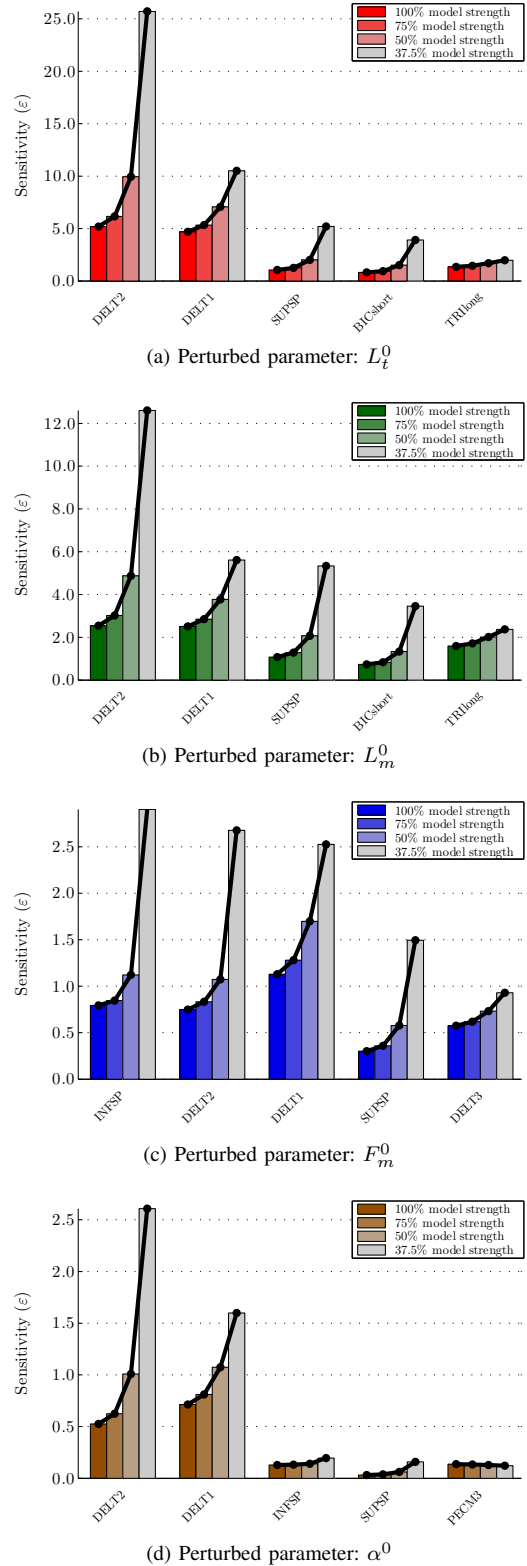 25.0
20.0
15.0
10.0
5.0
0.0
Sensitivity (ε)
100% model strength
75% model strength
50% model strength
37.5% model strength
DELT2
DELT1
SUPSP
BICshort
TRIlong
(a) Perturbed parameter: L_t^0
12.0
10.0
8.0
6.0
4.0
2.0
0.0
Sensitivity (ε)
100% model strength
75% model strength
50% model strength
37.5% model strength
DELT2
DELT1
SUPSP
BICshort
TRIlong
(b) Perturbed parameter: L_m^0
2.5
2.0
1.5
1.0
0.5
0.0
Sensitivity (ε)
100% model strength
75% model strength
50% model strength
37.5% model strength
INFSP
DELT2
DELT1
SUPSP
DELT3
(c) Perturbed parameter: F_m^0
2.5
2.0
1.5
1.0
0.5
0.0
Sensitivity (ε)
100% model strength
75% model strength
50% model strength
37.5% model strength
DELT2
DELT1
INFSP
SUPSP
PECM3
(d) Perturbed parameter: α^0